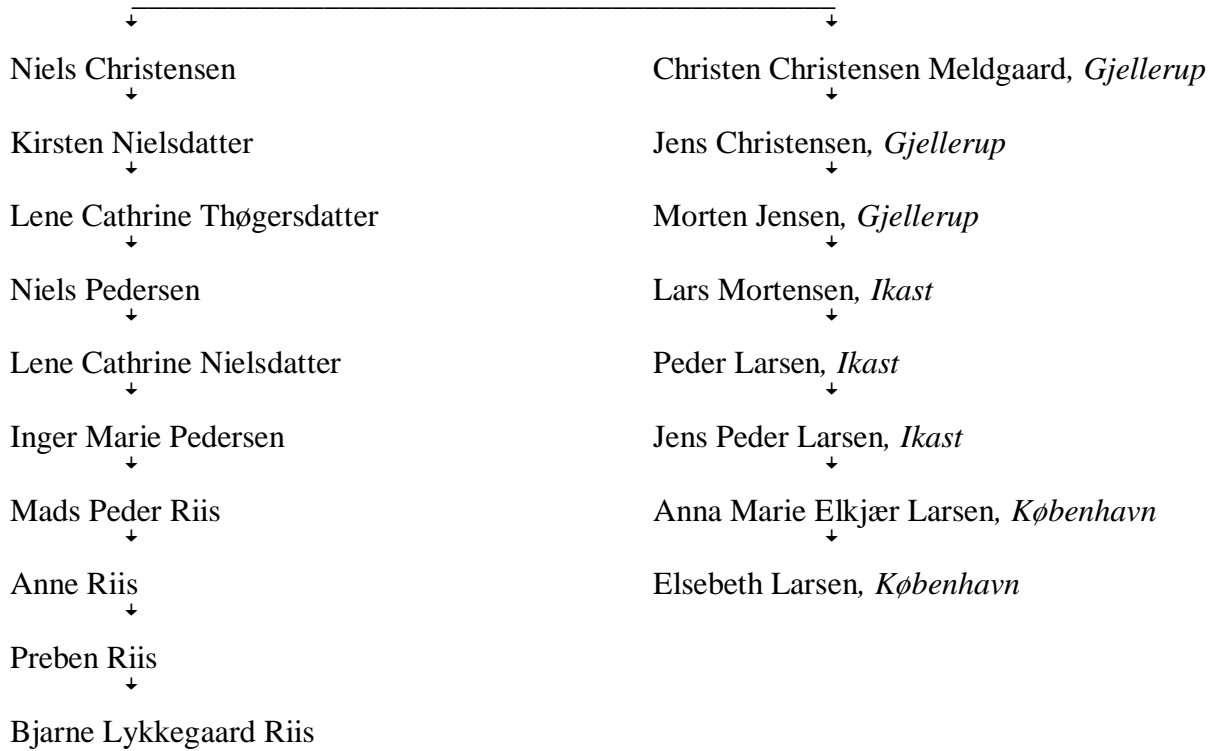 Niels Christensen Christen Christensen Meldgaard, Gjellerup
Kirsten Nielsdatter Jens Christensen, Gjellerup
Lene Cathrine Thøgersdatter Morten Jensen, Gjellerup
Niels Pedersen Lars Mortensen, Ikast
Lene Cathrine Nielsdatter Peder Larsen, Ikast
Inger Marie Pedersen Jens Peder Larsen, Ikast
Mads Peder Riis Anna Marie Elkjær Larsen, København
Anne Riis Elsebeth Larsen, København
Preben Riis
Bjarne Lykkegaard Riis